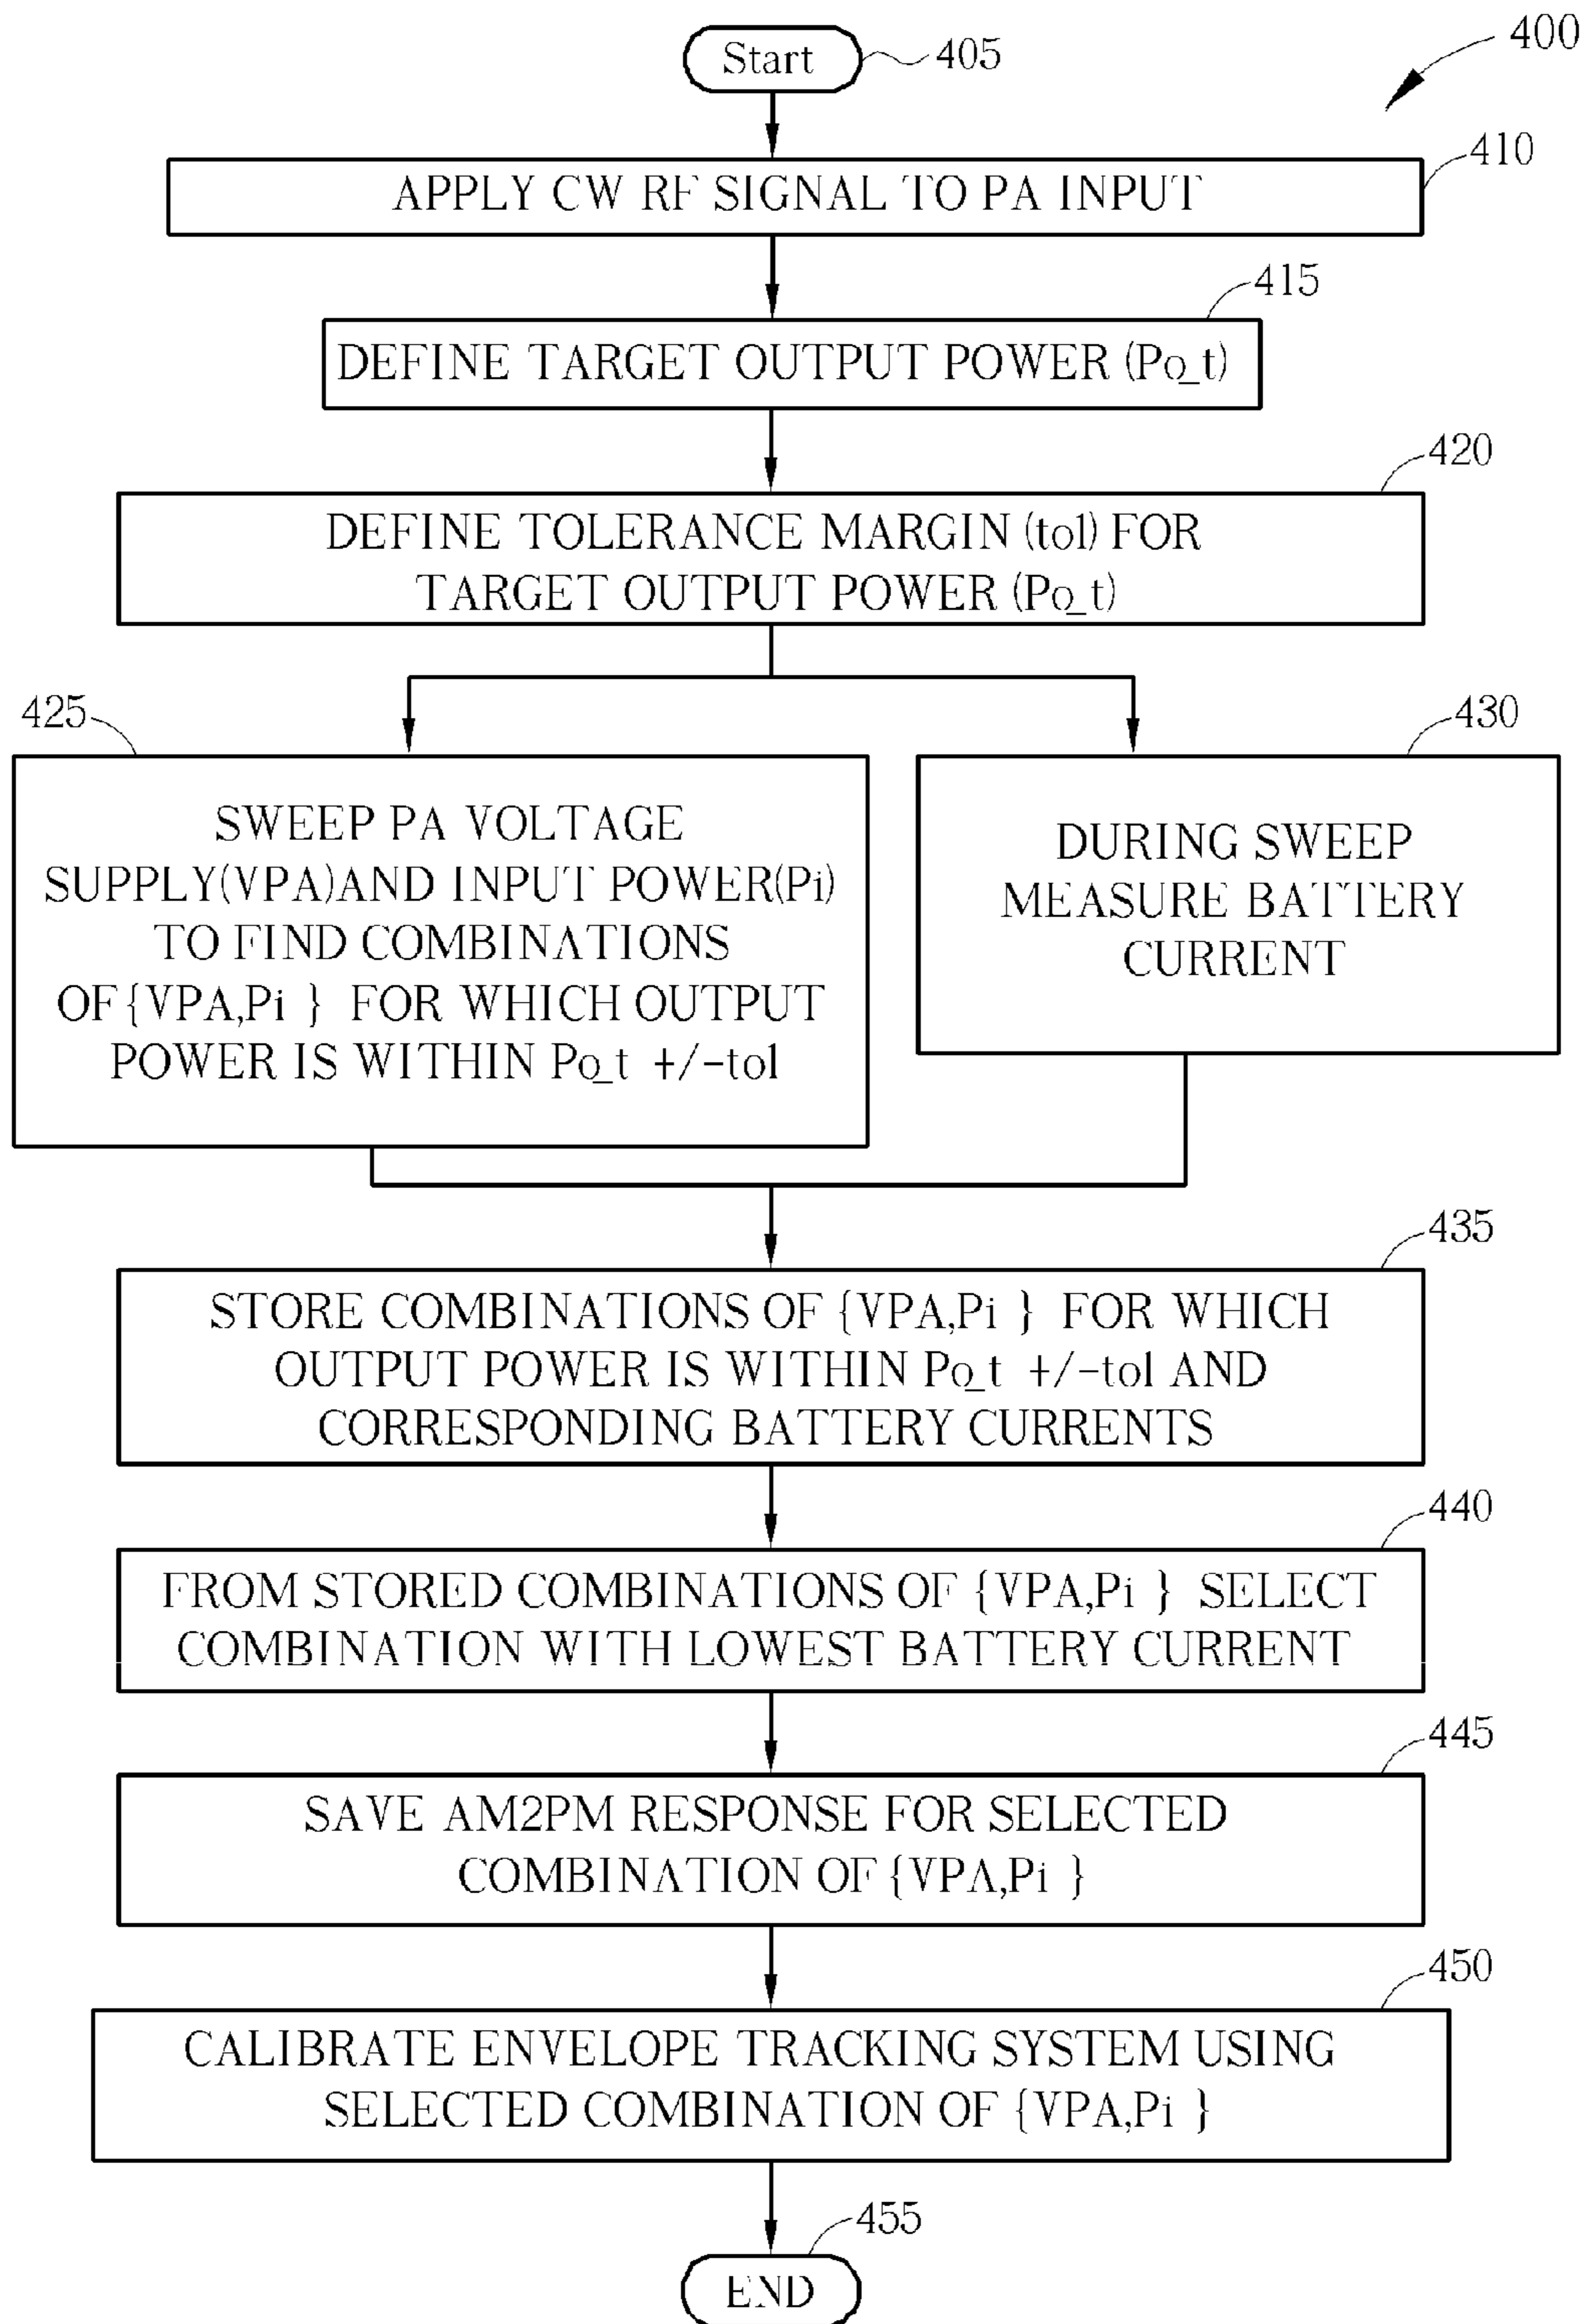 Start
405
400
410
APPLY CW RF SIGNAL TO PA INPUT
415
DEFINE TARGET OUTPUT POWER (Po_t)
420
DEFINE TOLERANCE MARGIN (tol) FOR
TARGET OUTPUT POWER (Po_t)
425
SWEEP PA VOLTAGE
SUPPLY(VPA)AND INPUT POWER(Pi)
TO FIND COMBINATIONS
OF{VPA,Pi } FOR WHICH OUTPUT
POWER IS WITHIN Po_t +/-tol
430
DURING SWEEP
MEASURE BATTERY
CURRENT
435
STORE COMBINATIONS OF {VPA,Pi } FOR WHICH
OUTPUT POWER IS WITHIN Po_t +/-tol AND
CORRESPONDING BATTERY CURRENTS
440
FROM STORED COMBINATIONS OF {VPA,Pi } SELECT
COMBINATION WITH LOWEST BATTERY CURRENT
445
SAVE AM2PM RESPONSE FOR SELECTED
COMBINATION OF {VPA,Pi }
450
CALIBRATE ENVELOPE TRACKING SYSTEM USING
SELECTED COMBINATION OF {VPA,Pi }
455
END